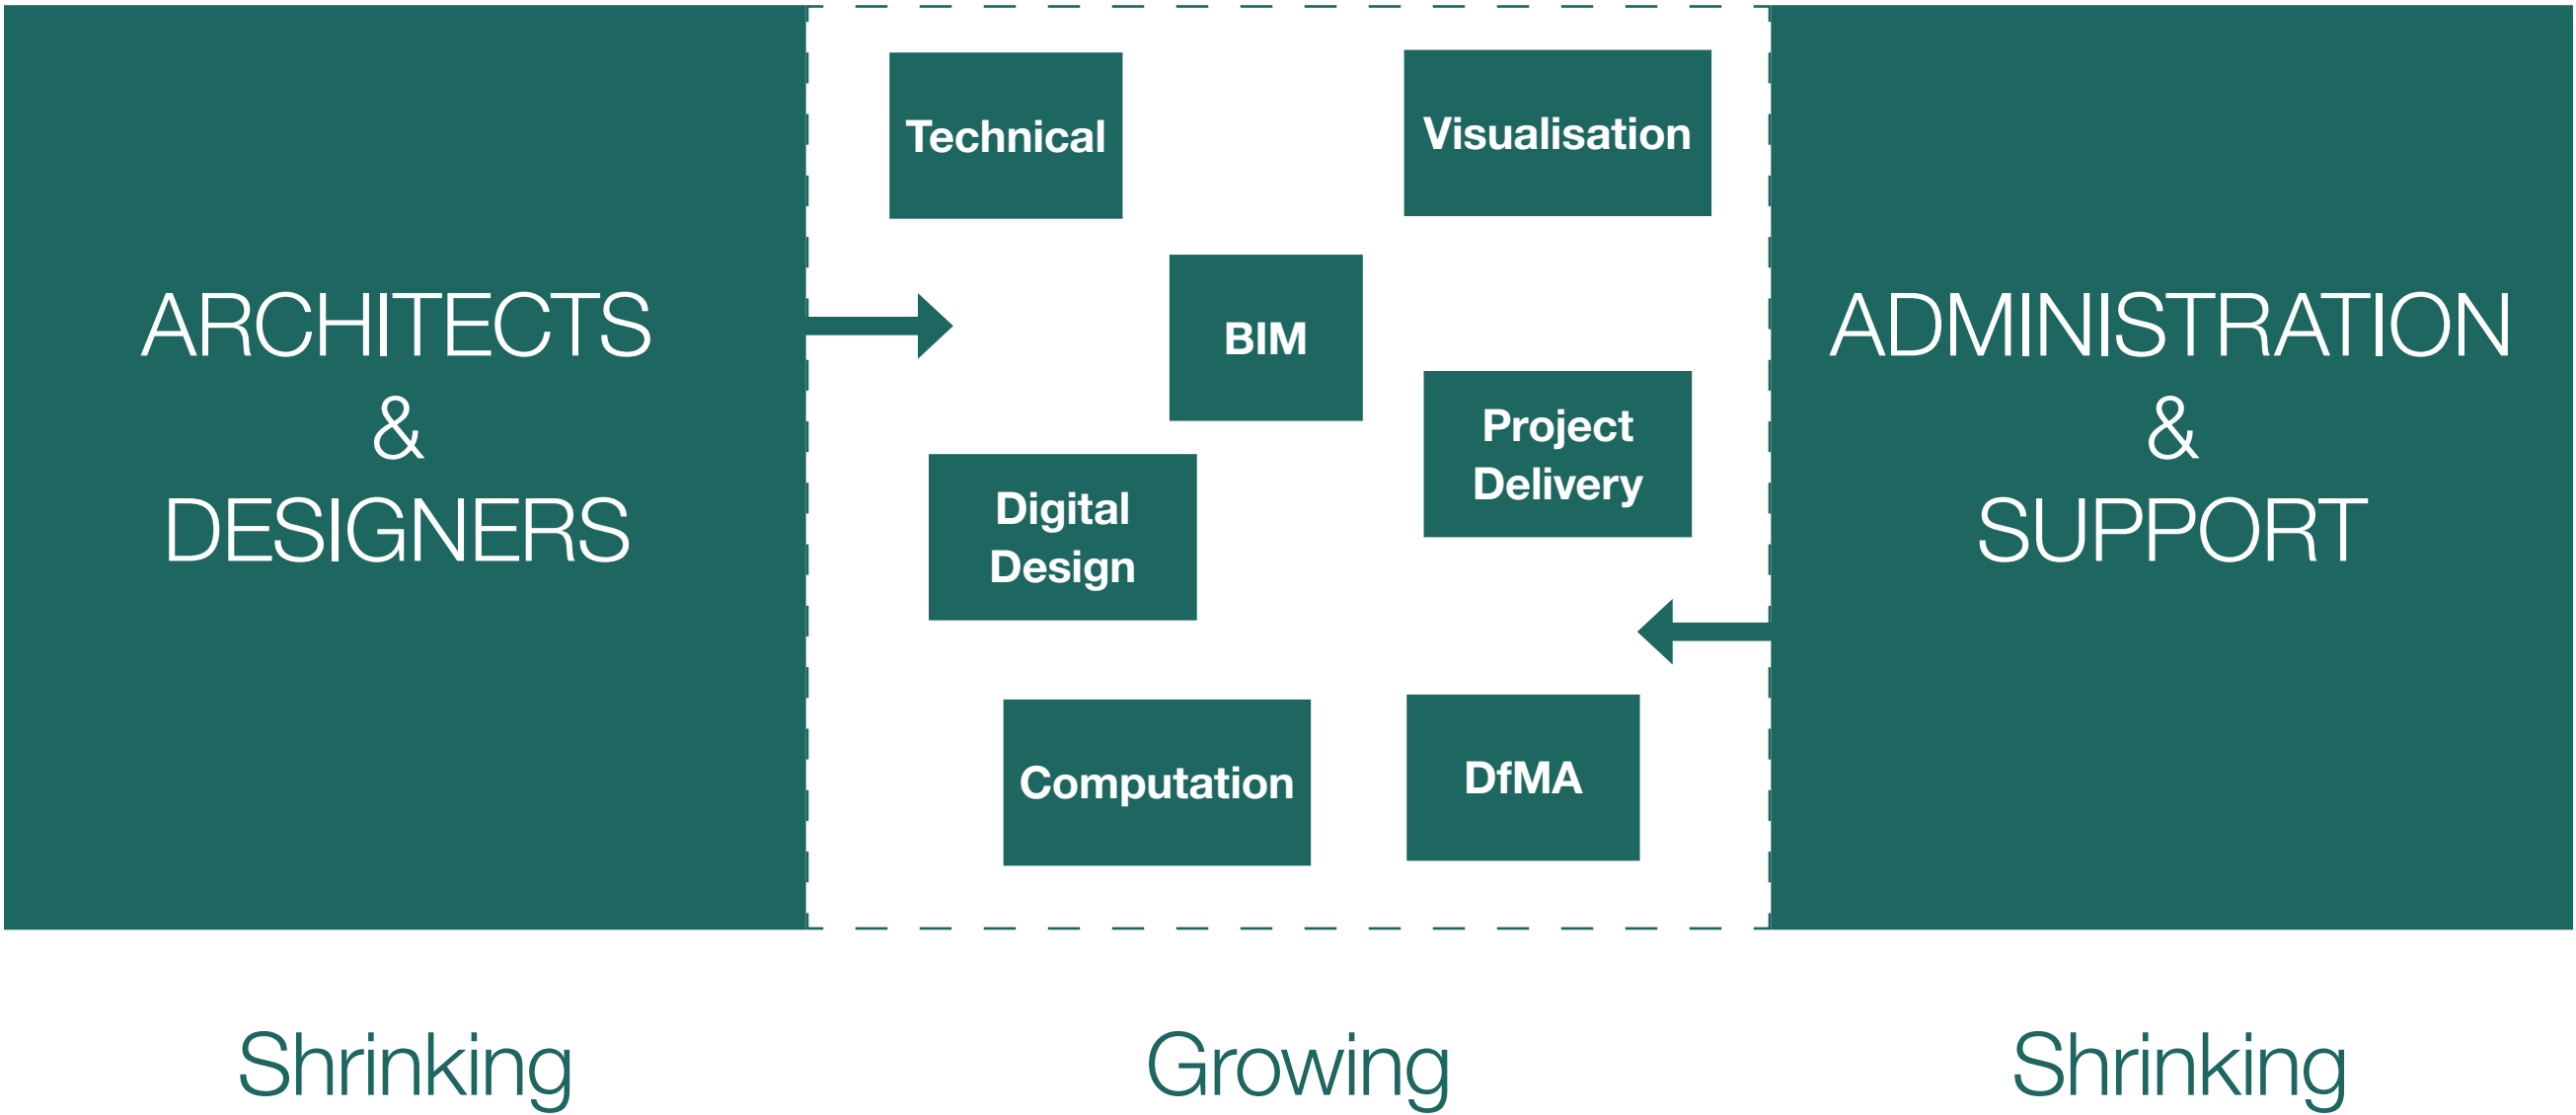 ARCHITECTS
&
DESIGNERS
Technical
Visualisation
BIM
Project
Delivery
Digital
Design
Computation
DfMA
ADMINISTRATION
&
SUPPORT
Shrinking
Growing
Shrinking